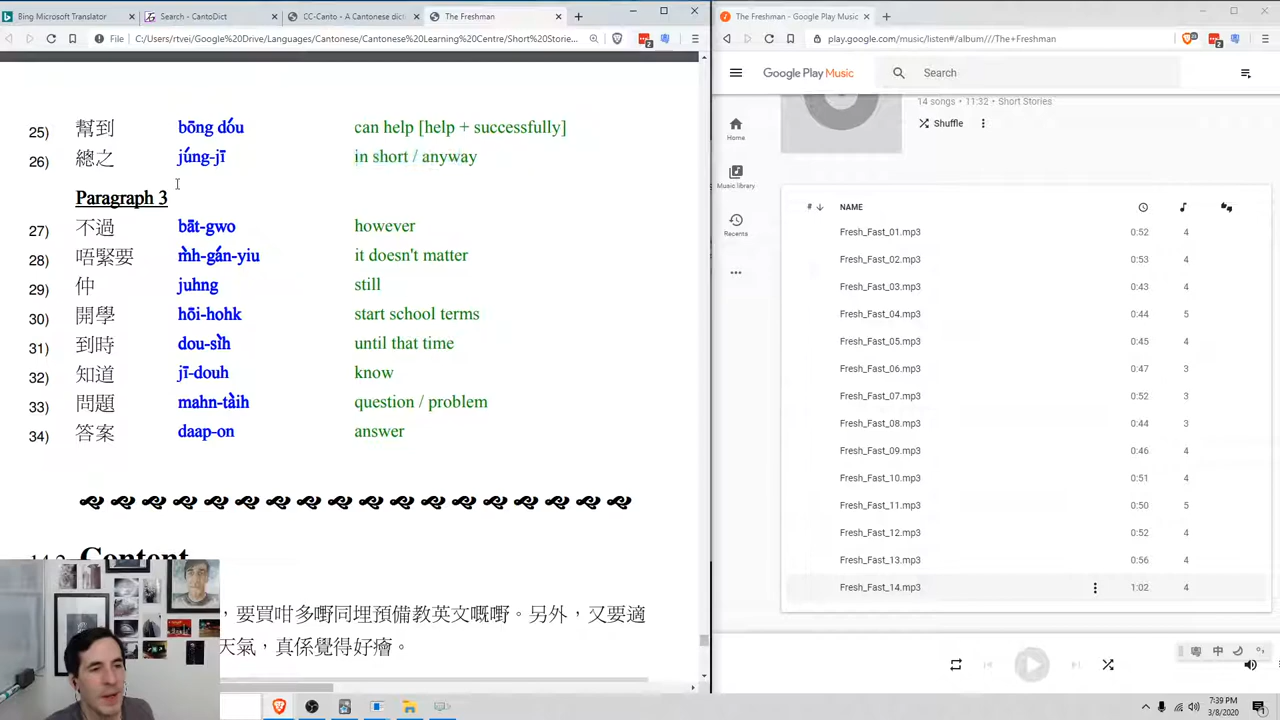 Bing Microsoft Translator
Search - CantoDict
CC-Canto - A Cantonese dict
The Freshman
File
C:/Users/rtvei/Google%20Drive/Languages/Cantonese/Cantonese%20Learning%20Centre/Short%20Storie...
25) 幫到 bōng dóu can help [help + successfully]
26) 總之 júng-jī in short / anyway
Paragraph 3
27) 不過 bāt-gwo however
28) 唔緊要 m̀h-gán-yiu it doesn't matter
29) 仲 juhng still
30) 開學 hōi-hohk start school terms
31) 到時 dou-sìh until that time
32) 知道 jī-douh know
33) 問題 mahn-tàih question / problem
34) 答案 daap-on answer
14.2 Content
，要買咁多嘢同埋預備教英文嘅嘢。另外，又要適
天氣，真係覺得好癐。
The Freshman - Google Play Music
play.google.com/music/listen#/album///The+Freshman
Google Play Music
Search
14 songs • 11:32 • Short Stories
Shuffle
Home
Music library
Recents
# NAME
Fresh_Fast_01.mp3 0:52 4
Fresh_Fast_02.mp3 0:53 4
Fresh_Fast_03.mp3 0:43 4
Fresh_Fast_04.mp3 0:44 5
Fresh_Fast_05.mp3 0:45 4
Fresh_Fast_06.mp3 0:47 3
Fresh_Fast_07.mp3 0:52 3
Fresh_Fast_08.mp3 0:44 3
Fresh_Fast_09.mp3 0:46 4
Fresh_Fast_10.mp3 0:51 4
Fresh_Fast_11.mp3 0:50 5
Fresh_Fast_12.mp3 0:52 4
Fresh_Fast_13.mp3 0:56 4
Fresh_Fast_14.mp3 1:02 4
中
7:39 PM
3/8/2020